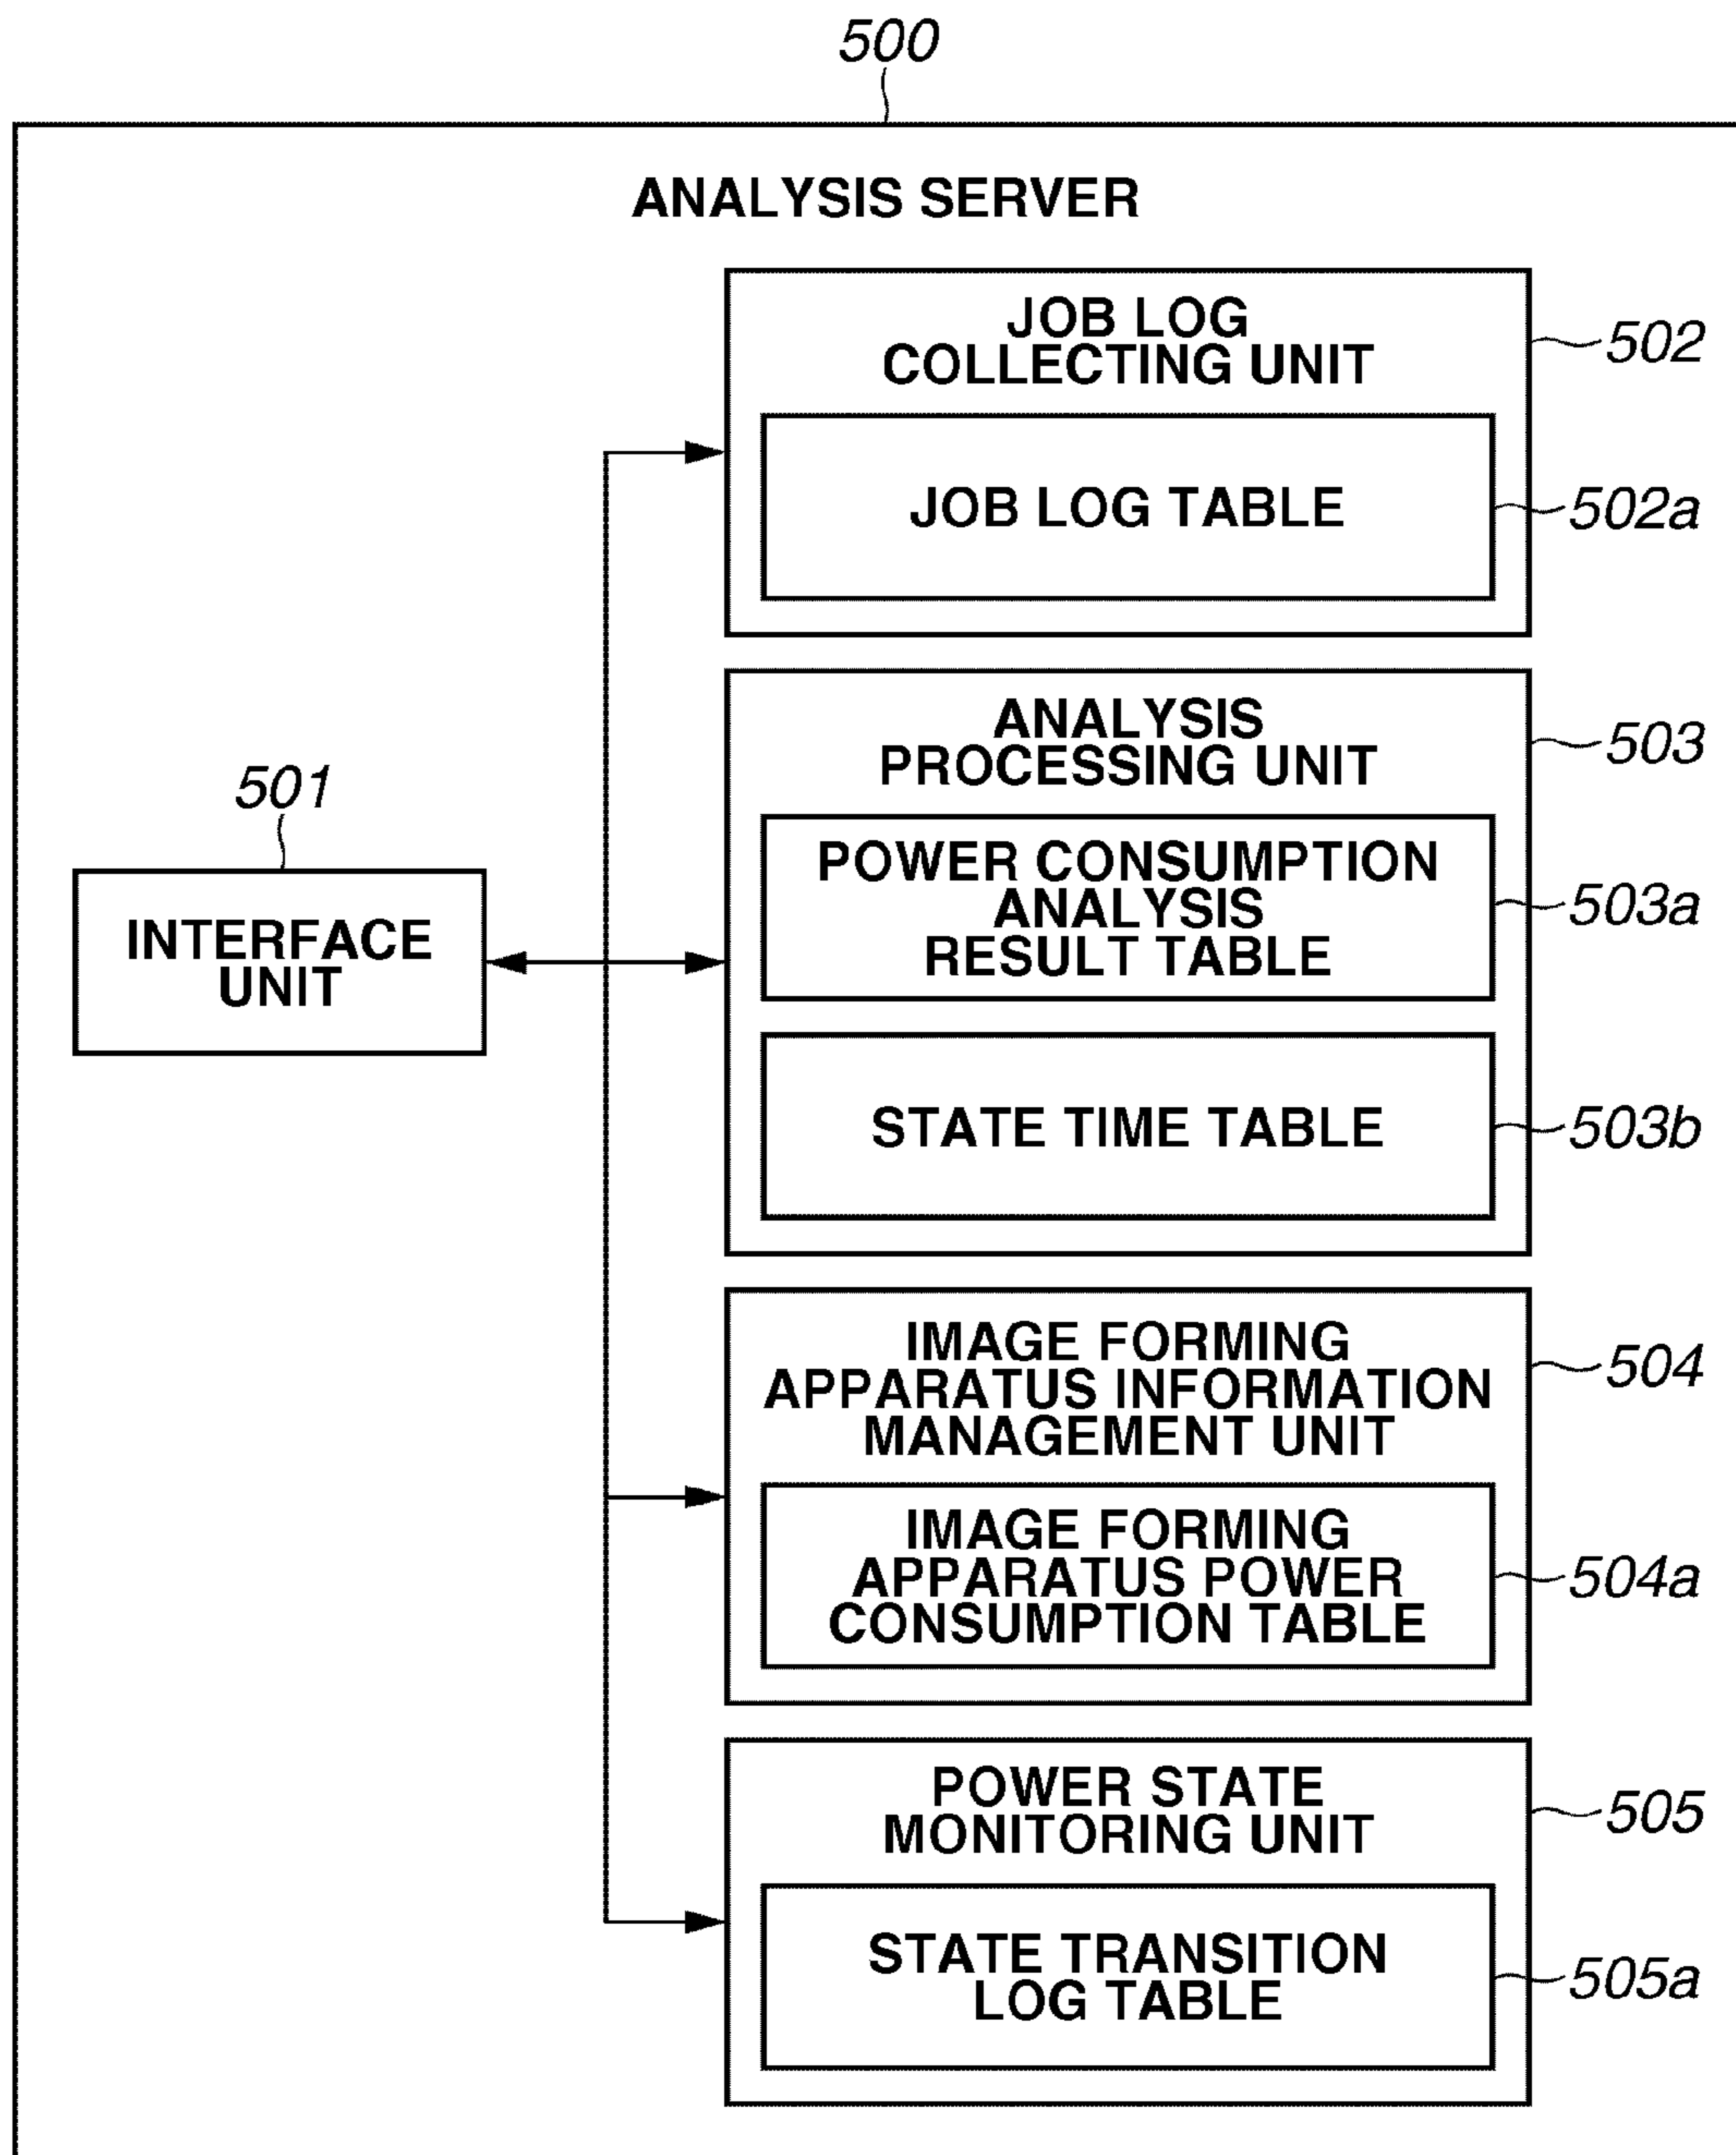 500
ANALYSIS SERVER
JOB LOG
COLLECTING UNIT
502
JOB LOG TABLE
502a
ANALYSIS
PROCESSING UNIT
503
501
INTERFACE
UNIT
POWER CONSUMPTION
ANALYSIS
RESULT TABLE
503a
STATE TIME TABLE
503b
IMAGE FORMING
APPARATUS INFORMATION
MANAGEMENT UNIT
504
IMAGE FORMING
APPARATUS POWER
CONSUMPTION TABLE
504a
POWER STATE
MONITORING UNIT
505
STATE TRANSITION
LOG TABLE
505a